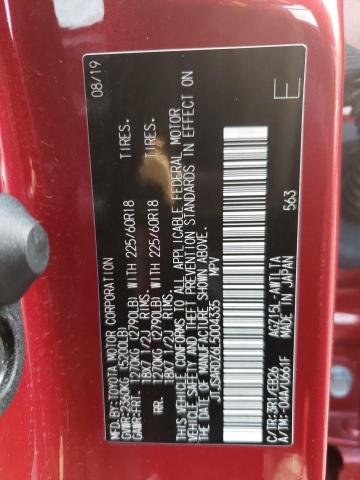 MFD.BY:TOYOTA MOTOR CORPORATION 08/19
GVWR:2360KG (5200LB)
GAWR:FRT. 1270KG (2790LB) WITH 225/60R18 TIRES.
18X7 1/2J RIMS
RR. 1270KG (2790LB) WITH 225/60R18 TIRES.
18X7 1/2J RIMS
THIS VEHICLE CONFORMS TO ALL APPLICABLE FEDERAL MOTOR
VEHICLE SAFETY AND THEFT PREVENTION STANDARDS IN EFFECT ON
THE DATE OF MANUFACTURE SHOWN ABOVE.
JTJSARDZ6L5004335 MPV
E
563
C/TR:3R1/EB26 AGZ15L-AWTLTA
A/TM:-04A/U661F MADE IN JAPAN